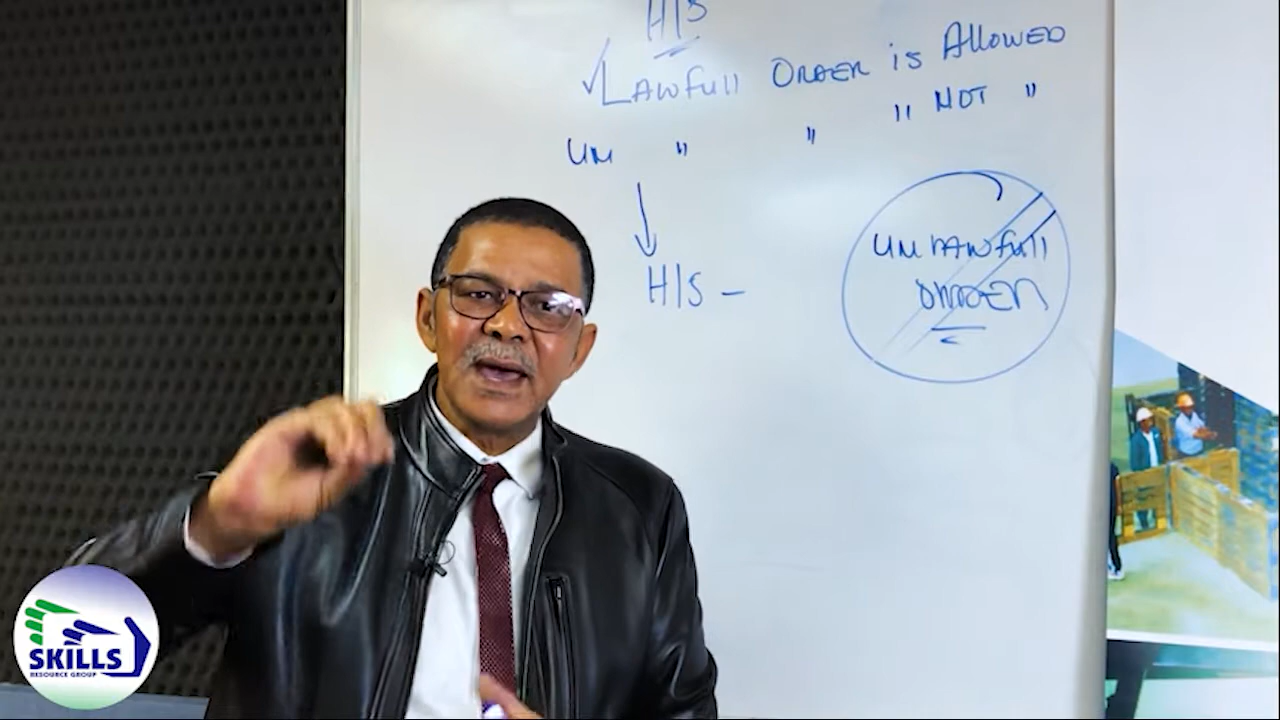 H/S
LAwfull ORDER is Allowed
UN " " " NOT "
H/S -
UNLAwfull
ORDER
SKILLS
RESOURCE GROUP